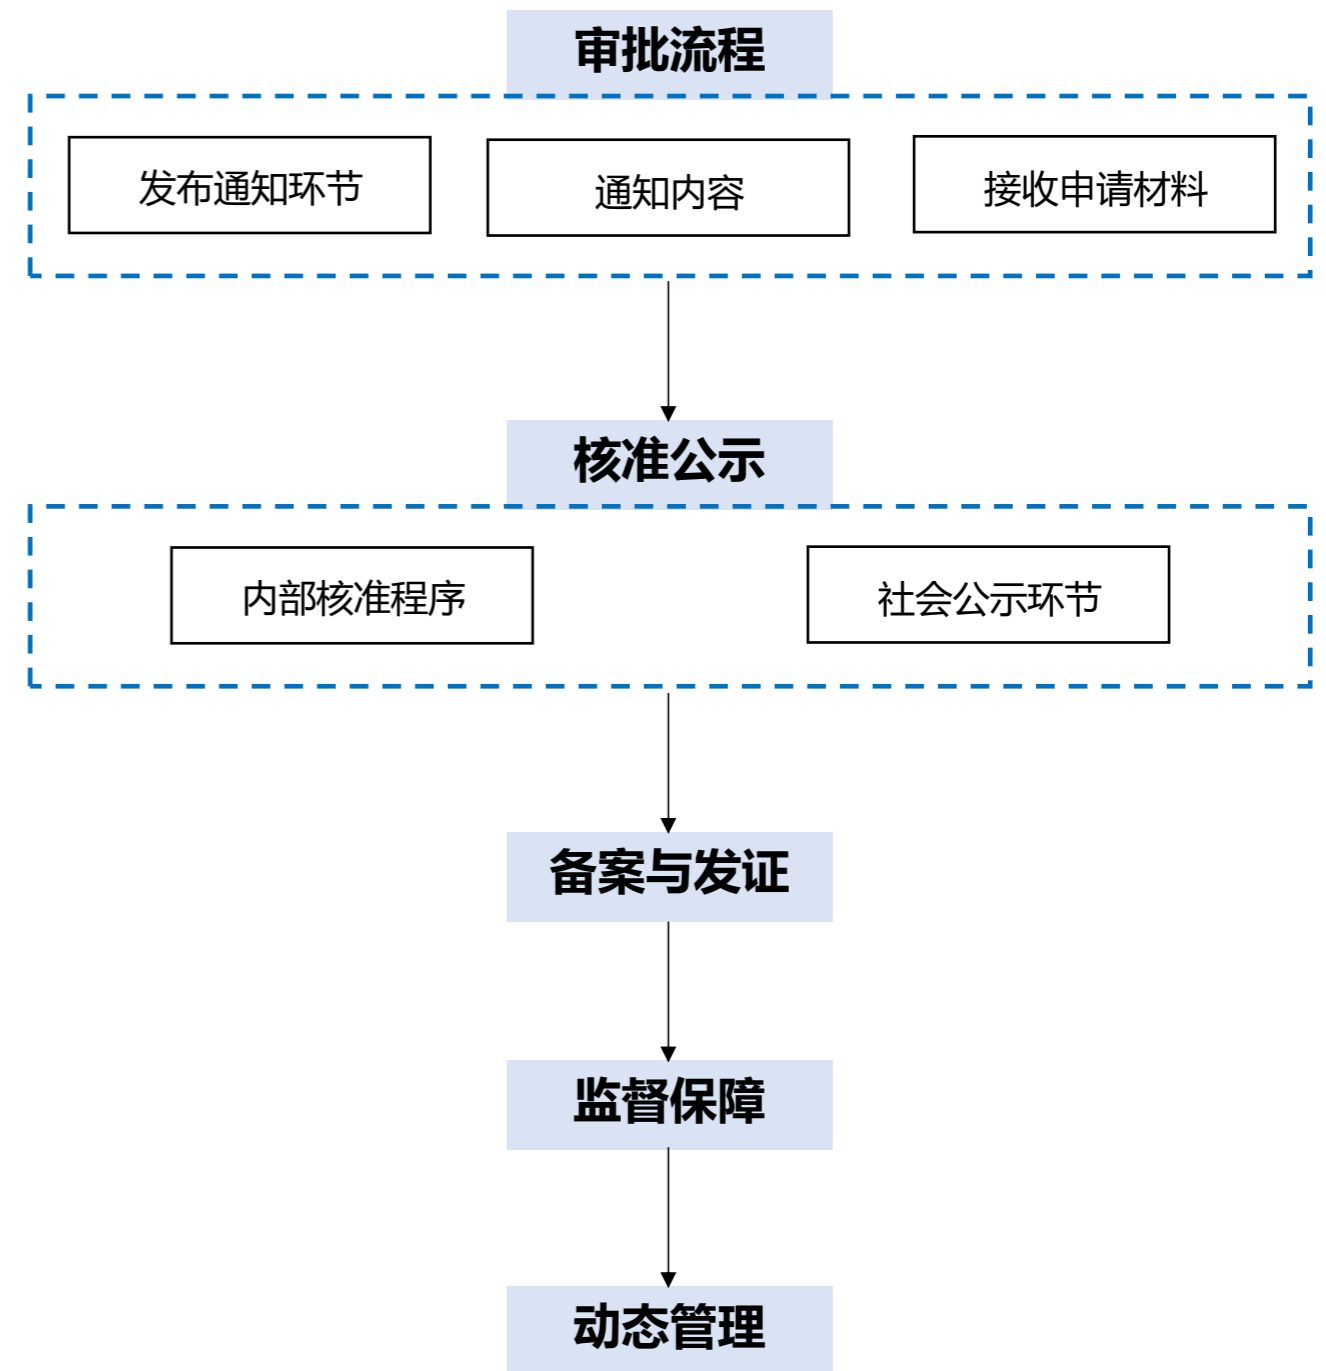 审批流程
发布通知环节
通知内容
接收申请材料
核准公示
内部核准程序
社会公示环节
备案与发证
监督保障
动态管理